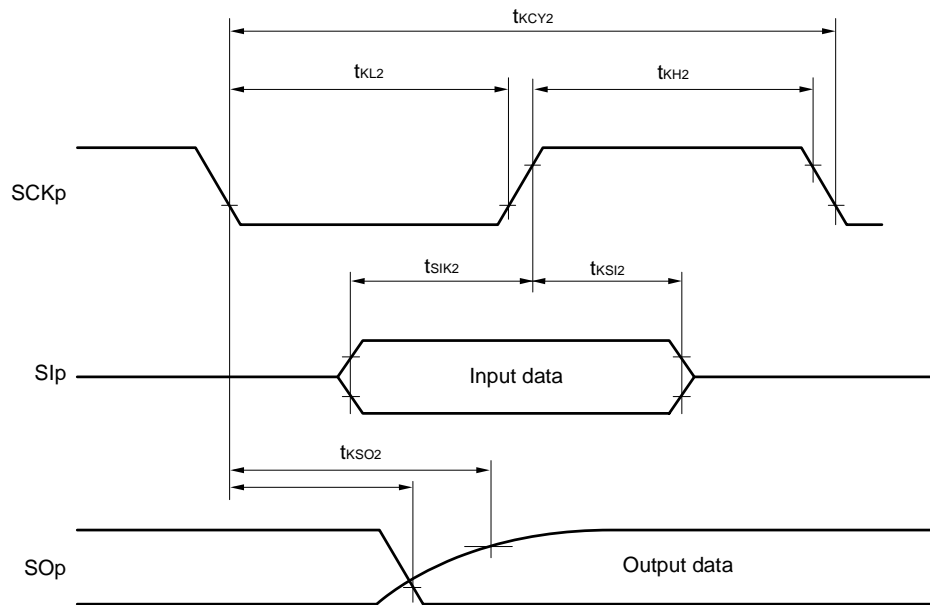 tKCY2
tKL2
tKH2
SCKp
tSIK2
tKSI2
SIp
Input data
tKSO2
SOp
Output data